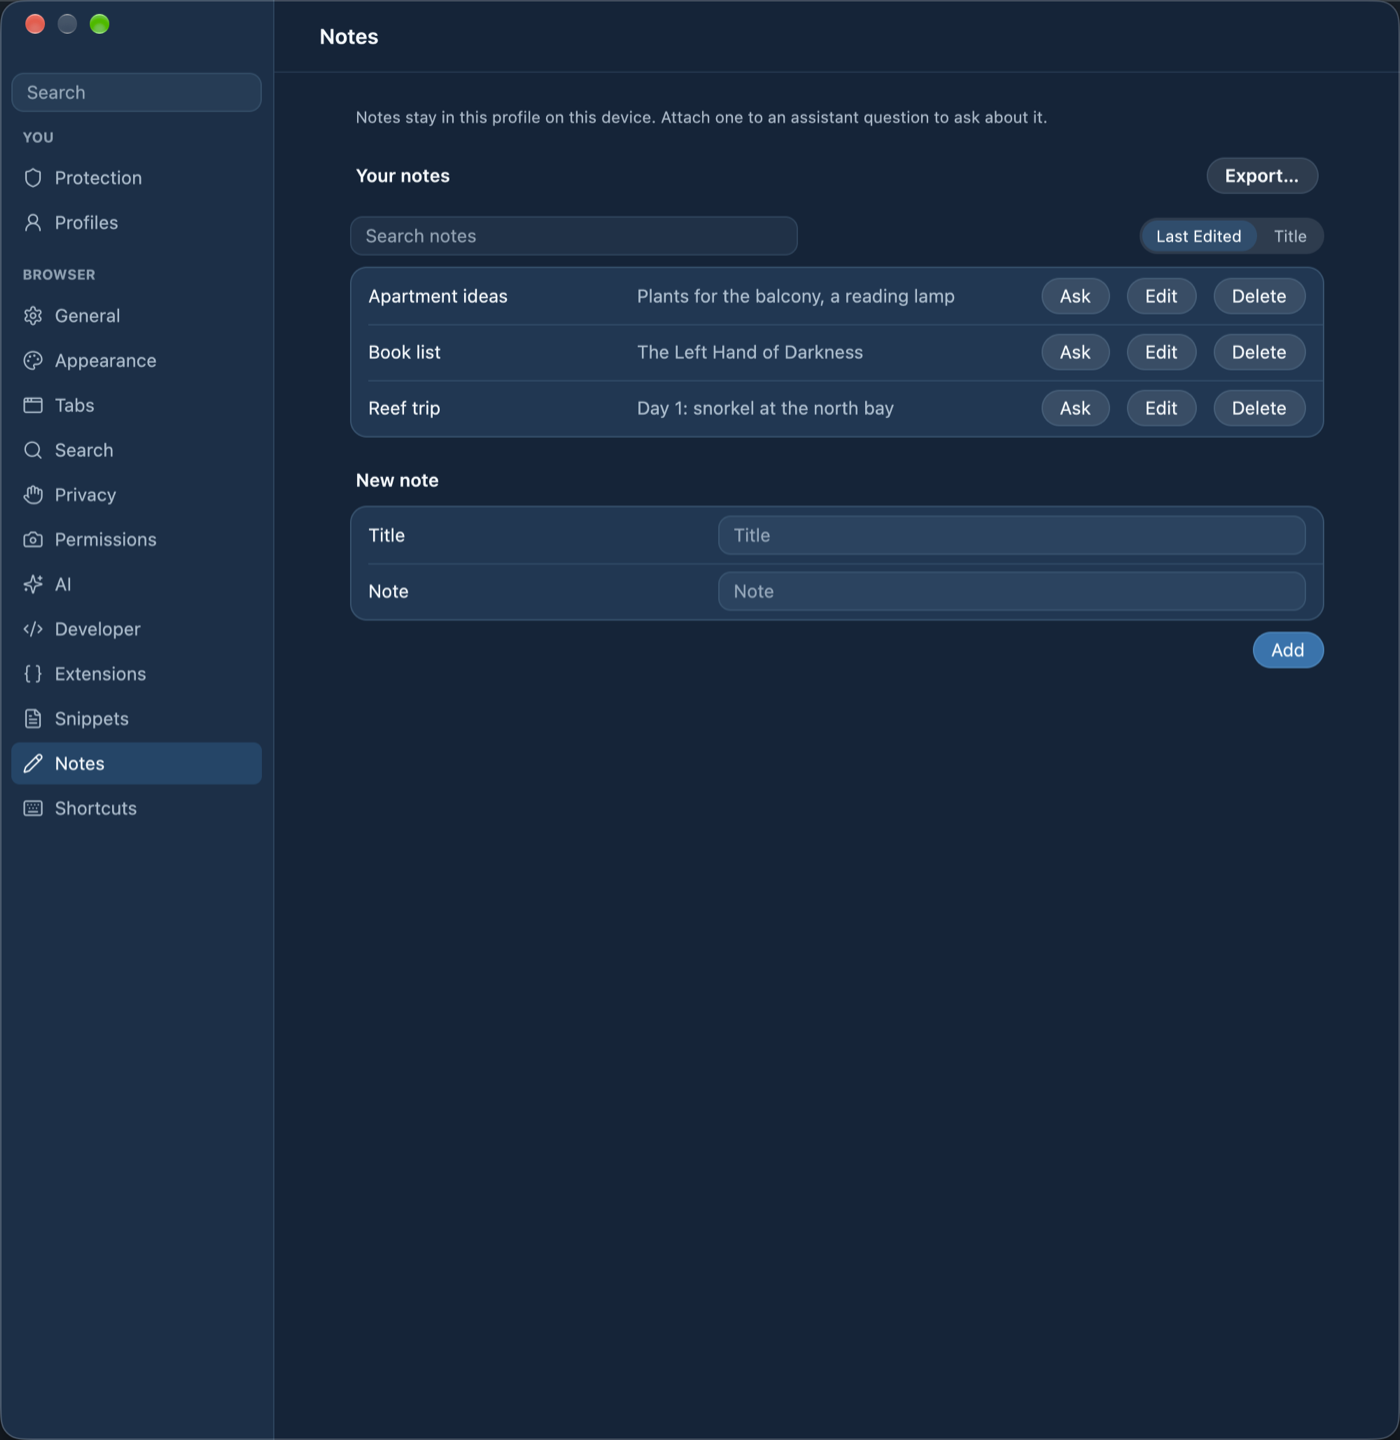 Notes
Search
YOU
Protection
Profiles
BROWSER
General
Appearance
Tabs
Search
Privacy
Permissions
AI
Developer
Extensions
Snippets
Notes
Shortcuts
Notes stay in this profile on this device. Attach one to an assistant question to ask about it.
Your notes Export...
Search notes Last Edited Title
Apartment ideas Plants for the balcony, a reading lamp Ask Edit Delete
Book list The Left Hand of Darkness Ask Edit Delete
Reef trip Day 1: snorkel at the north bay Ask Edit Delete
New note
Title Title
Note Note
Add